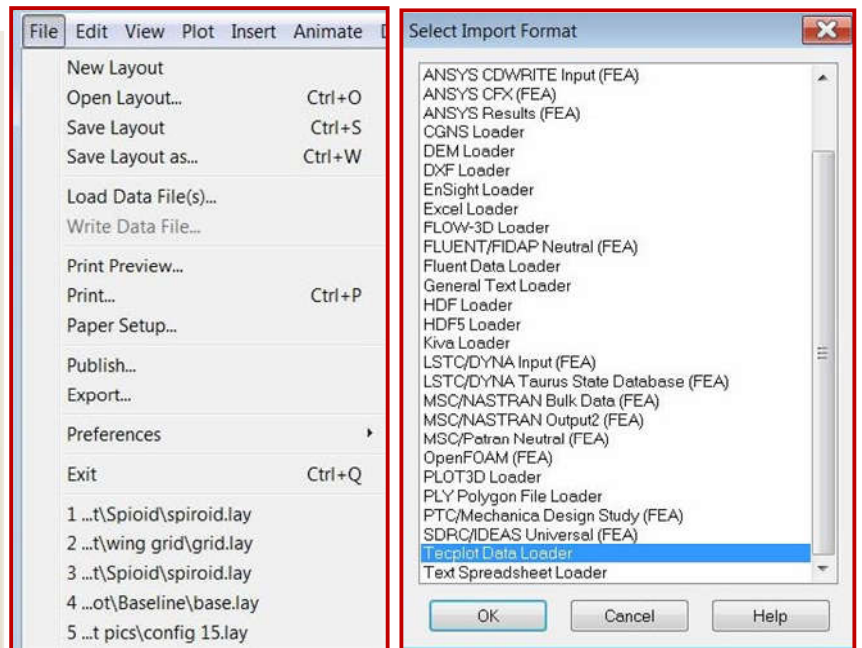 File Edit View Plot Insert Animate
New Layout
Open Layout... Ctrl+O
Save Layout Ctrl+S
Save Layout as... Ctrl+W
Load Data File(s)...
Write Data File...
Print Preview...
Print... Ctrl+P
Paper Setup...
Publish...
Export...
Preferences
Exit Ctrl+Q
1 ...t\Spioid\spiroid.lay
2 ...t\wing grid\grid.lay
3 ...t\Spioid\spiroid.lay
4 ...ot\Baseline\base.lay
5 ...t pics\config 15.lay
Select Import Format
ANSYS CDWRITE Input (FEA)
ANSYS CFX (FEA)
ANSYS Results (FEA)
CGNS Loader
DEM Loader
DXF Loader
EnSight Loader
Excel Loader
FLOW-3D Loader
FLUENT/FIDAP Neutral (FEA)
Fluent Data Loader
General Text Loader
HDF Loader
HDF5 Loader
Kiva Loader
LSTC/DYNA Input (FEA)
LSTC/DYNA Taurus State Database (FEA)
MSC/NASTRAN Bulk Data (FEA)
MSC/NASTRAN Output2 (FEA)
MSC/Patran Neutral (FEA)
OpenFOAM (FEA)
PLOT3D Loader
PLY Polygon File Loader
PTC/Mechanica Design Study (FEA)
SDRC/IDEAS Universal (FEA)
Tecplot Data Loader
Text Spreadsheet Loader
OK Cancel Help